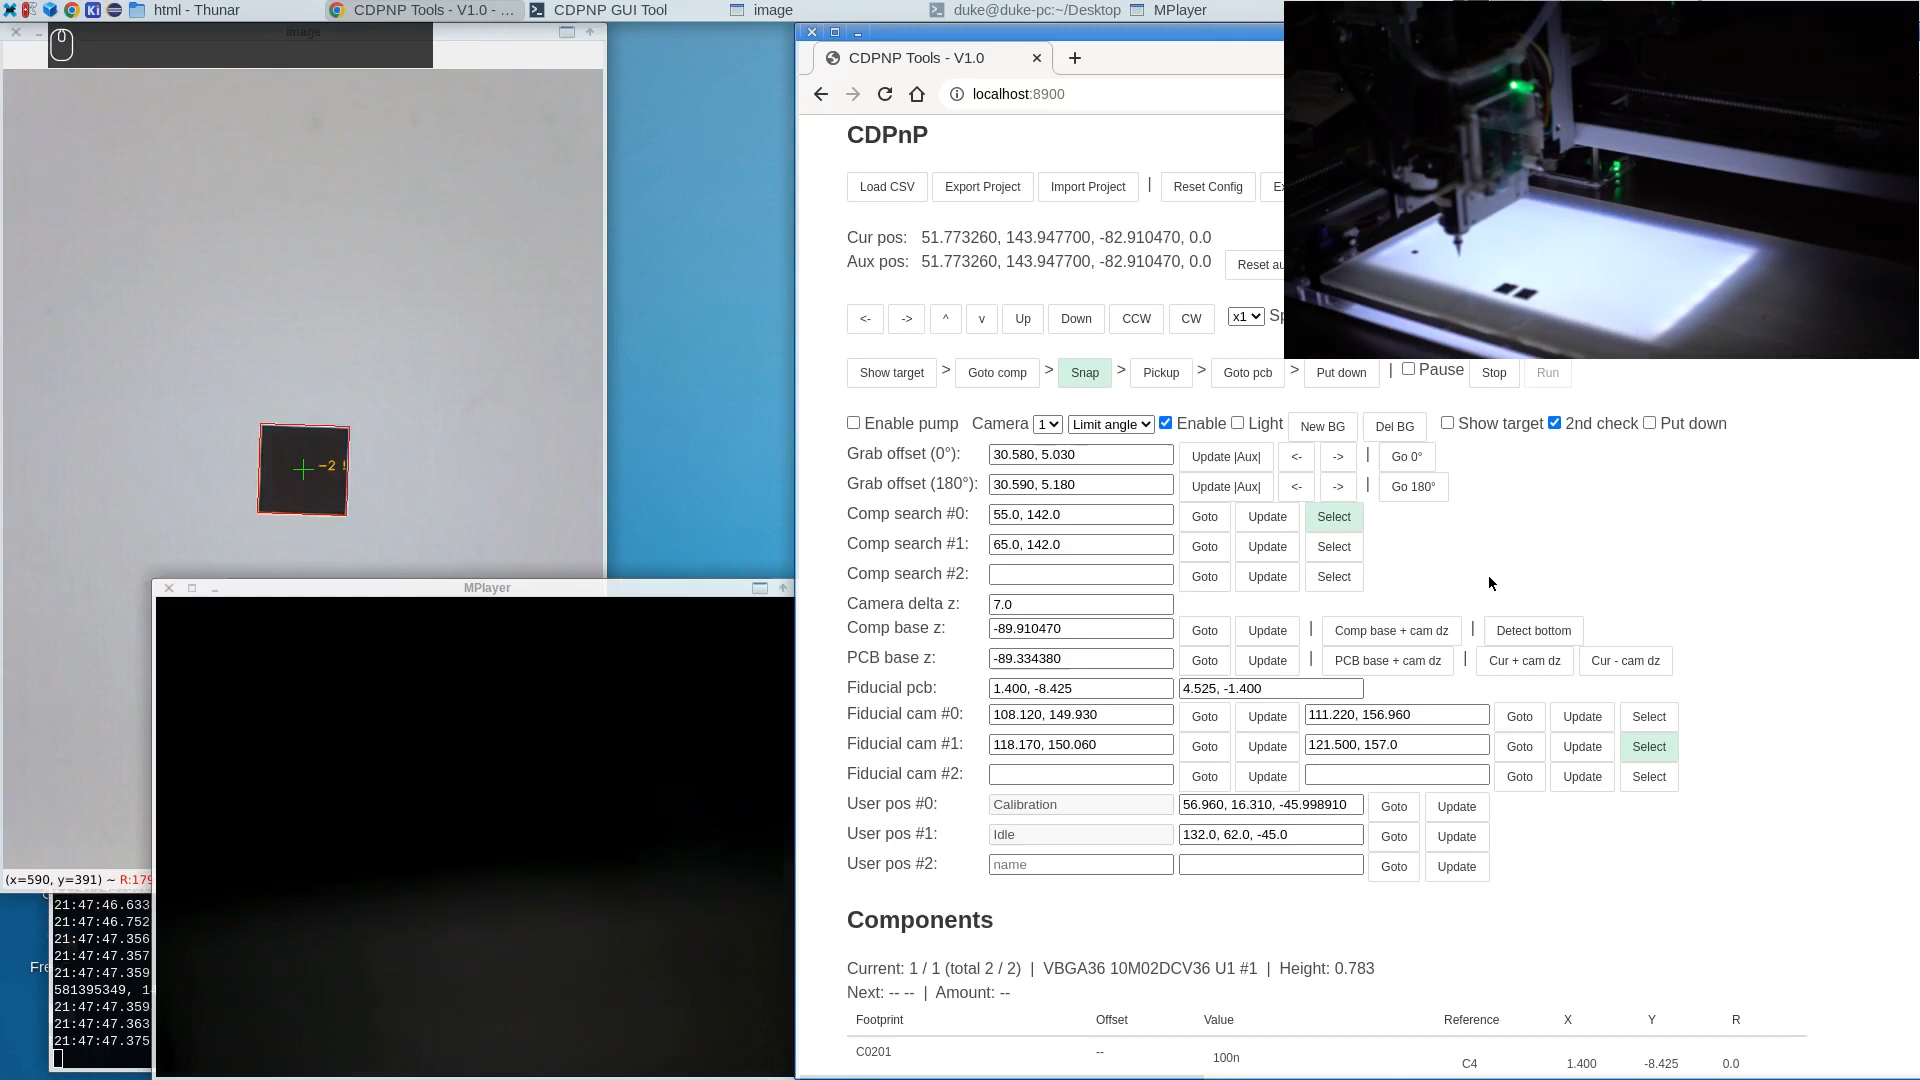 html - Thunar
CDPNP Tools - V1.0 - ...
CDPNP GUI Tool
image
duke@duke-pc:~/Desktop
MPlayer
image
CDPNP Tools - V1.0
localhost:8900
CDPnP
Load CSV Export Project Import Project | Reset Config
Cur pos: 51.773260, 143.947700, -82.910470, 0.0
Aux pos: 51.773260, 143.947700, -82.910470, 0.0 Reset au
<- -> ^ v Up Down CCW CW x1 Sp
Show target > Goto comp > Snap > Pickup > Goto pcb > Put down | Pause Stop Run
Enable pump Camera 1 Limit angle Enable Light New BG Del BG Show target 2nd check Put down
Grab offset (0°): 30.580, 5.030 Update |Aux| <- -> | Go 0°
Grab offset (180°): 30.590, 5.180 Update |Aux| <- -> | Go 180°
Comp search #0: 55.0, 142.0 Goto Update Select
Comp search #1: 65.0, 142.0 Goto Update Select
Comp search #2: Goto Update Select
Camera delta z: 7.0
Comp base z: -89.910470 Goto Update | Comp base + cam dz | Detect bottom
PCB base z: -89.334380 Goto Update | PCB base + cam dz | Cur + cam dz Cur - cam dz
Fiducial pcb: 1.400, -8.425 4.525, -1.400
Fiducial cam #0: 108.120, 149.930 Goto Update 111.220, 156.960 Goto Update Select
Fiducial cam #1: 118.170, 150.060 Goto Update 121.500, 157.0 Goto Update Select
Fiducial cam #2: Goto Update Goto Update Select
User pos #0: Calibration 56.960, 16.310, -45.998910 Goto Update
User pos #1: Idle 132.0, 62.0, -45.0 Goto Update
User pos #2: name Goto Update
Components
Current: 1 / 1 (total 2 / 2) | VBGA36 10M02DCV36 U1 #1 | Height: 0.783
Next: -- -- | Amount: --
Footprint Offset Value Reference X Y R
C0201 -- 100n C4 1.400 -8.425 0.0
-2
MPlayer
(x=590, y=391) ~ R:179
21:47:46.633
21:47:46.752
21:47:47.356
21:47:47.357
21:47:47.359
581395349, 1
21:47:47.359
21:47:47.363
21:47:47.375
Fre